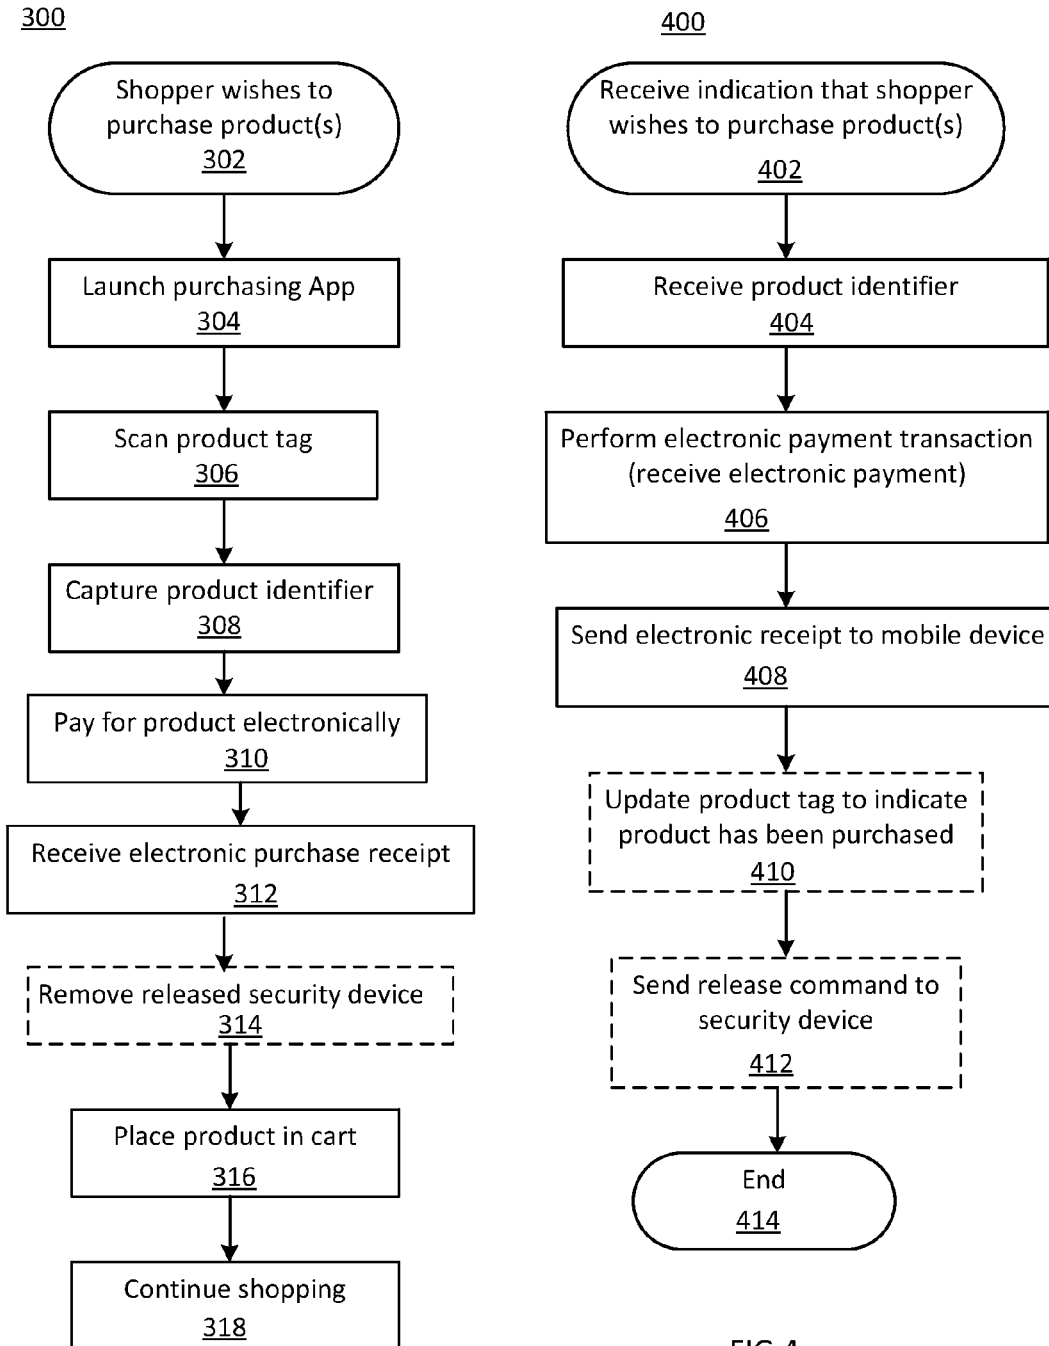 300
Shopper wishes to
purchase product(s)
302
Launch purchasing App
304
Scan product tag
306
Capture product identifier
308
Pay for product electronically
310
Receive electronic purchase receipt
312
Remove released security device
314
Place product in cart
316
Continue shopping
318
400
Receive indication that shopper
wishes to purchase product(s)
402
Receive product identifier
404
Perform electronic payment transaction
(receive electronic payment)
406
Send electronic receipt to mobile device
408
Update product tag to indicate
product has been purchased
410
Send release command to
security device
412
End
414
FIG 4